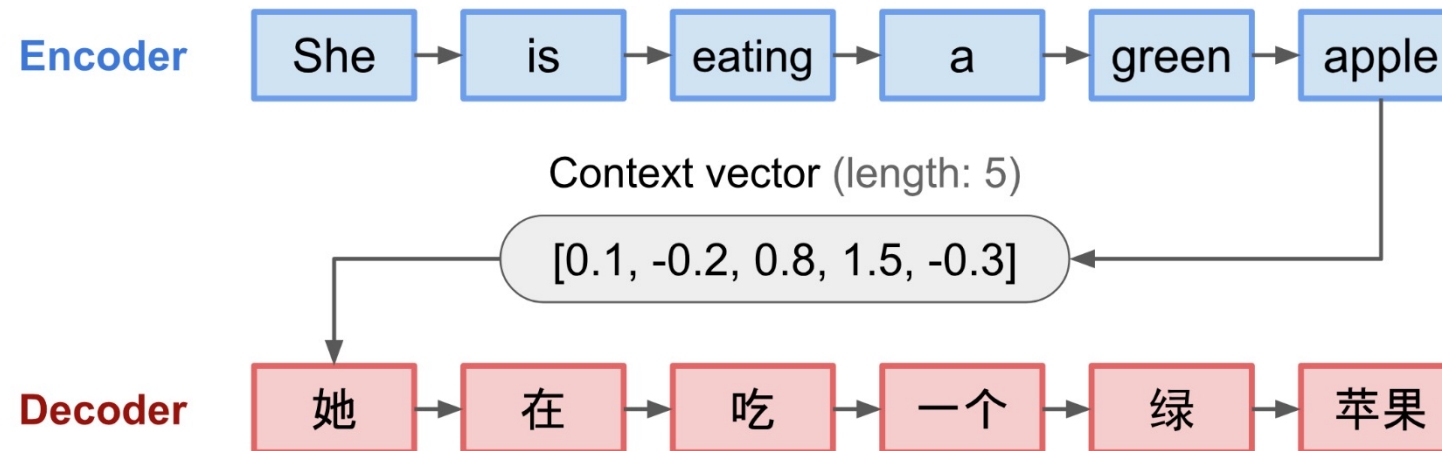 Encoder She is eating a green apple
Context vector (length: 5)
[0.1, -0.2, 0.8, 1.5, -0.3]
Decoder 她 在 吃 一个 绿 苹果